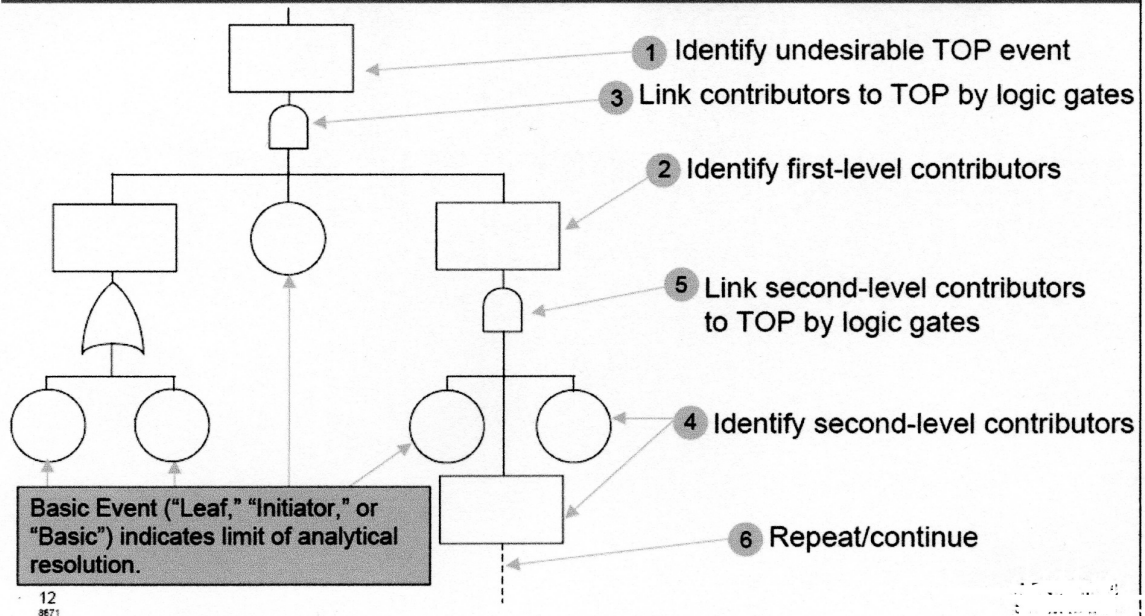 1 Identify undesirable TOP event
3 Link contributors to TOP by logic gates
2 Identify first-level contributors
5 Link second-level contributors
to TOP by logic gates
4 Identify second-level contributors
Basic Event (“Leaf,” “Initiator,” or
“Basic”) indicates limit of analytical
resolution.
6 Repeat/continue
12
8671